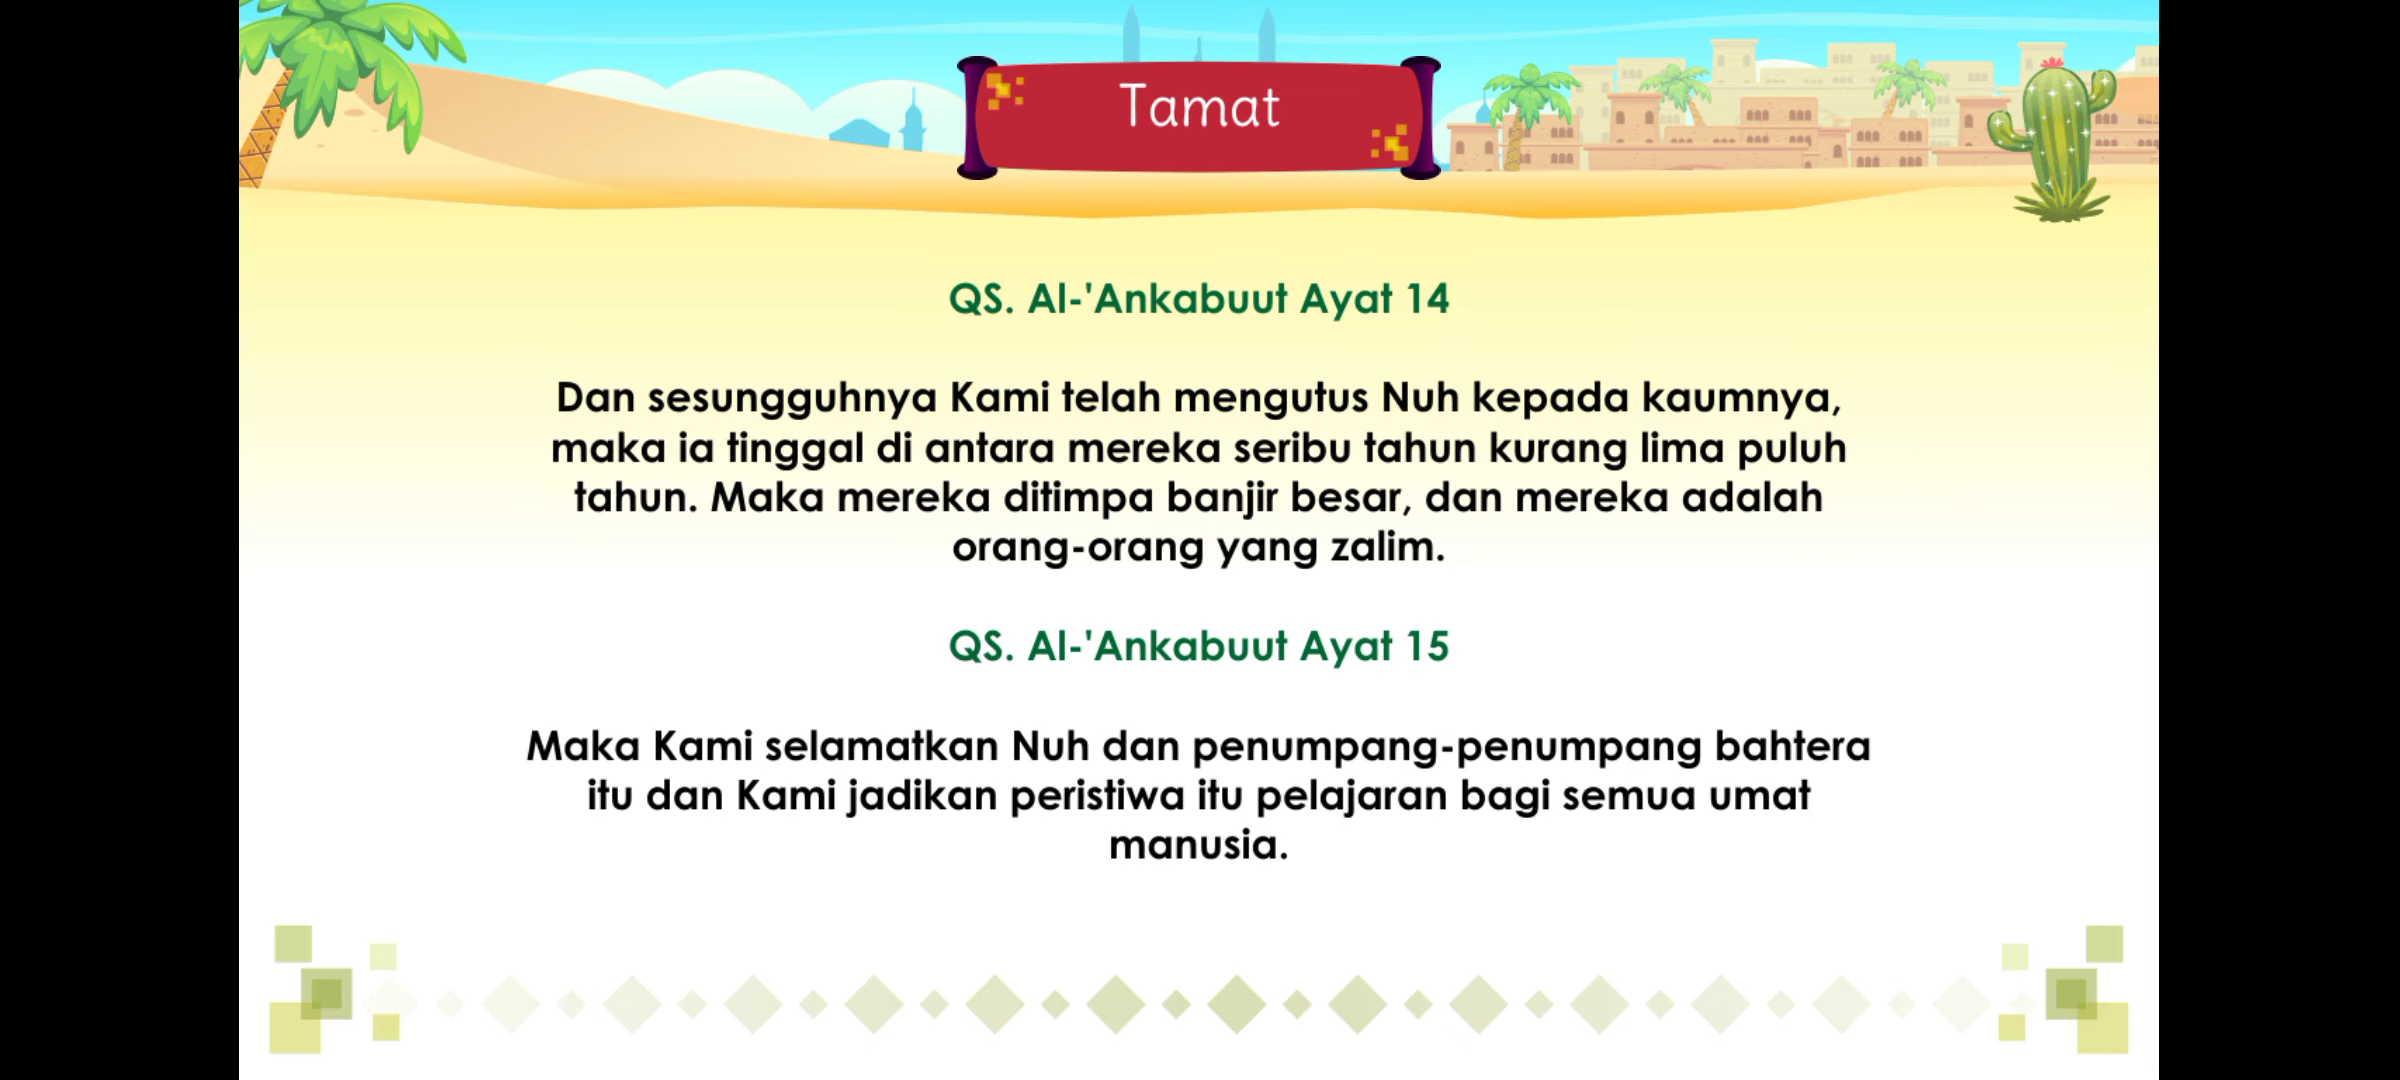 Tamat
QS. Al-'Ankabuut Ayat 14
Dan sesungguhnya Kami telah mengutus Nuh kepada kaumnya,
maka ia tinggal di antara mereka seribu tahun kurang lima puluh
tahun. Maka mereka ditimpa banjir besar, dan mereka adalah
orang-orang yang zalim.
QS. Al-'Ankabuut Ayat 15
Maka Kami selamatkan Nuh dan penumpang-penumpang bahtera
itu dan Kami jadikan peristiwa itu pelajaran bagi semua umat
manusia.